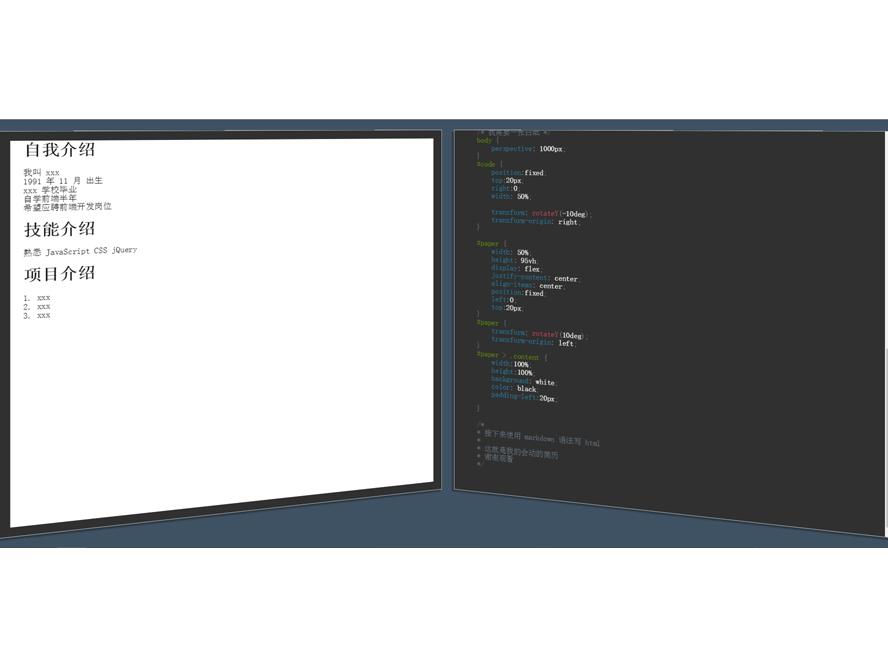 自我介绍
我叫 xxx
1991 年 11 月 出生
xxx 学校毕业
自学前端半年
希望应聘前端开发岗位
技能介绍
熟悉 JavaScript CSS jQuery
项目介绍
1. xxx
2. xxx
3. xxx
/* 我需要一张白纸 */
body {
perspective: 1000px;
}
#code {
position:fixed;
top:20px;
right:0;
width: 50%;
transform: rotateY(-10deg);
transform-origin: right;
}
#paper {
width: 50%;
height: 95vh;
display: flex;
justify-content: center;
align-items: center;
position:fixed;
left:0;
top:20px;
}
#paper {
transform: rotateY(10deg);
transform-origin: left;
}
#paper > .content {
width:100%;
height:100%;
background: white;
color: black;
padding-left:20px;
}
/*
* 接下来使用 markdown 语法写 html
*
* 这就是我的会动的简历
* 谢谢观看
*/